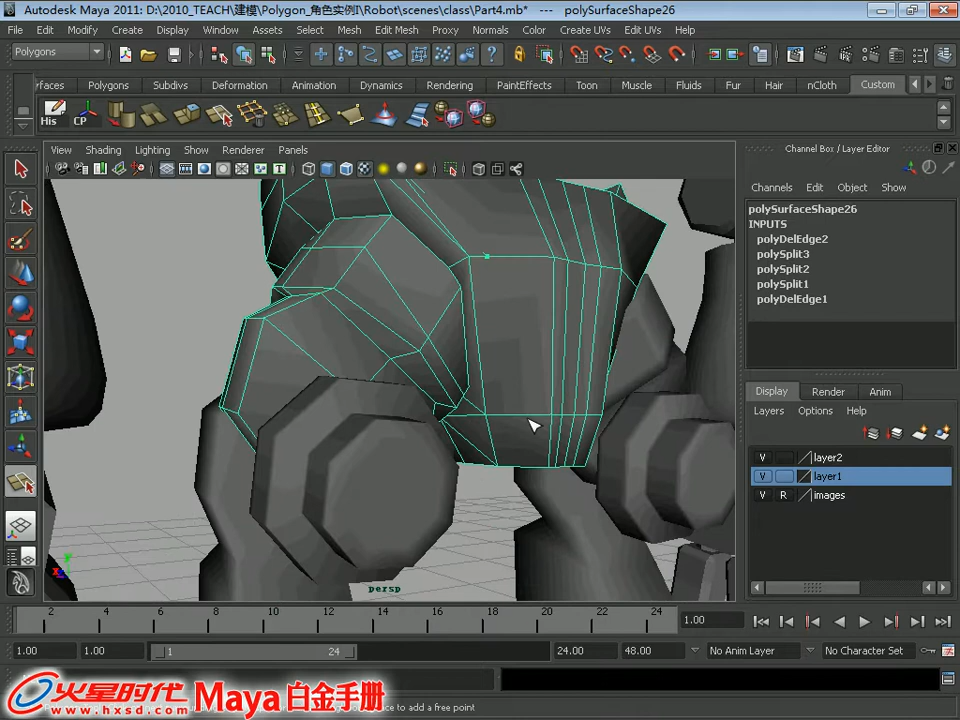 Autodesk Maya 2011: D:\2010_TEACH\建模\Polygon_角色实例\Robot\scenes\class\Part4.mb* --- polySurfaceShape26
File Edit Modify Create Display Window Assets Select Mesh Edit Mesh Proxy Normals Color Create UVs Edit UVs Help
Polygons
rfaces Polygons Subdivs Deformation Animation Dynamics Rendering PaintEffects Toon Muscle Fluids Fur Hair nCloth Custom
His CP
View Shading Lighting Show Renderer Panels
Channel Box / Layer Editor
Channels Edit Object Show
polySurfaceShape26
INPUTS
polyDelEdge2
polySplit3
polySplit2
polySplit1
polyDelEdge1
Display Render Anim
Layers Options Help
V layer2
V layer1
V R images
persp
2 4 6 8 10 12 14 16 18 20 22 24
1.00
1.00 1.00 1 24 24.00 48.00 No Anim Layer No Character Set
火星时代 Maya 白金手册
www.hxsd.com
ce to add a free point